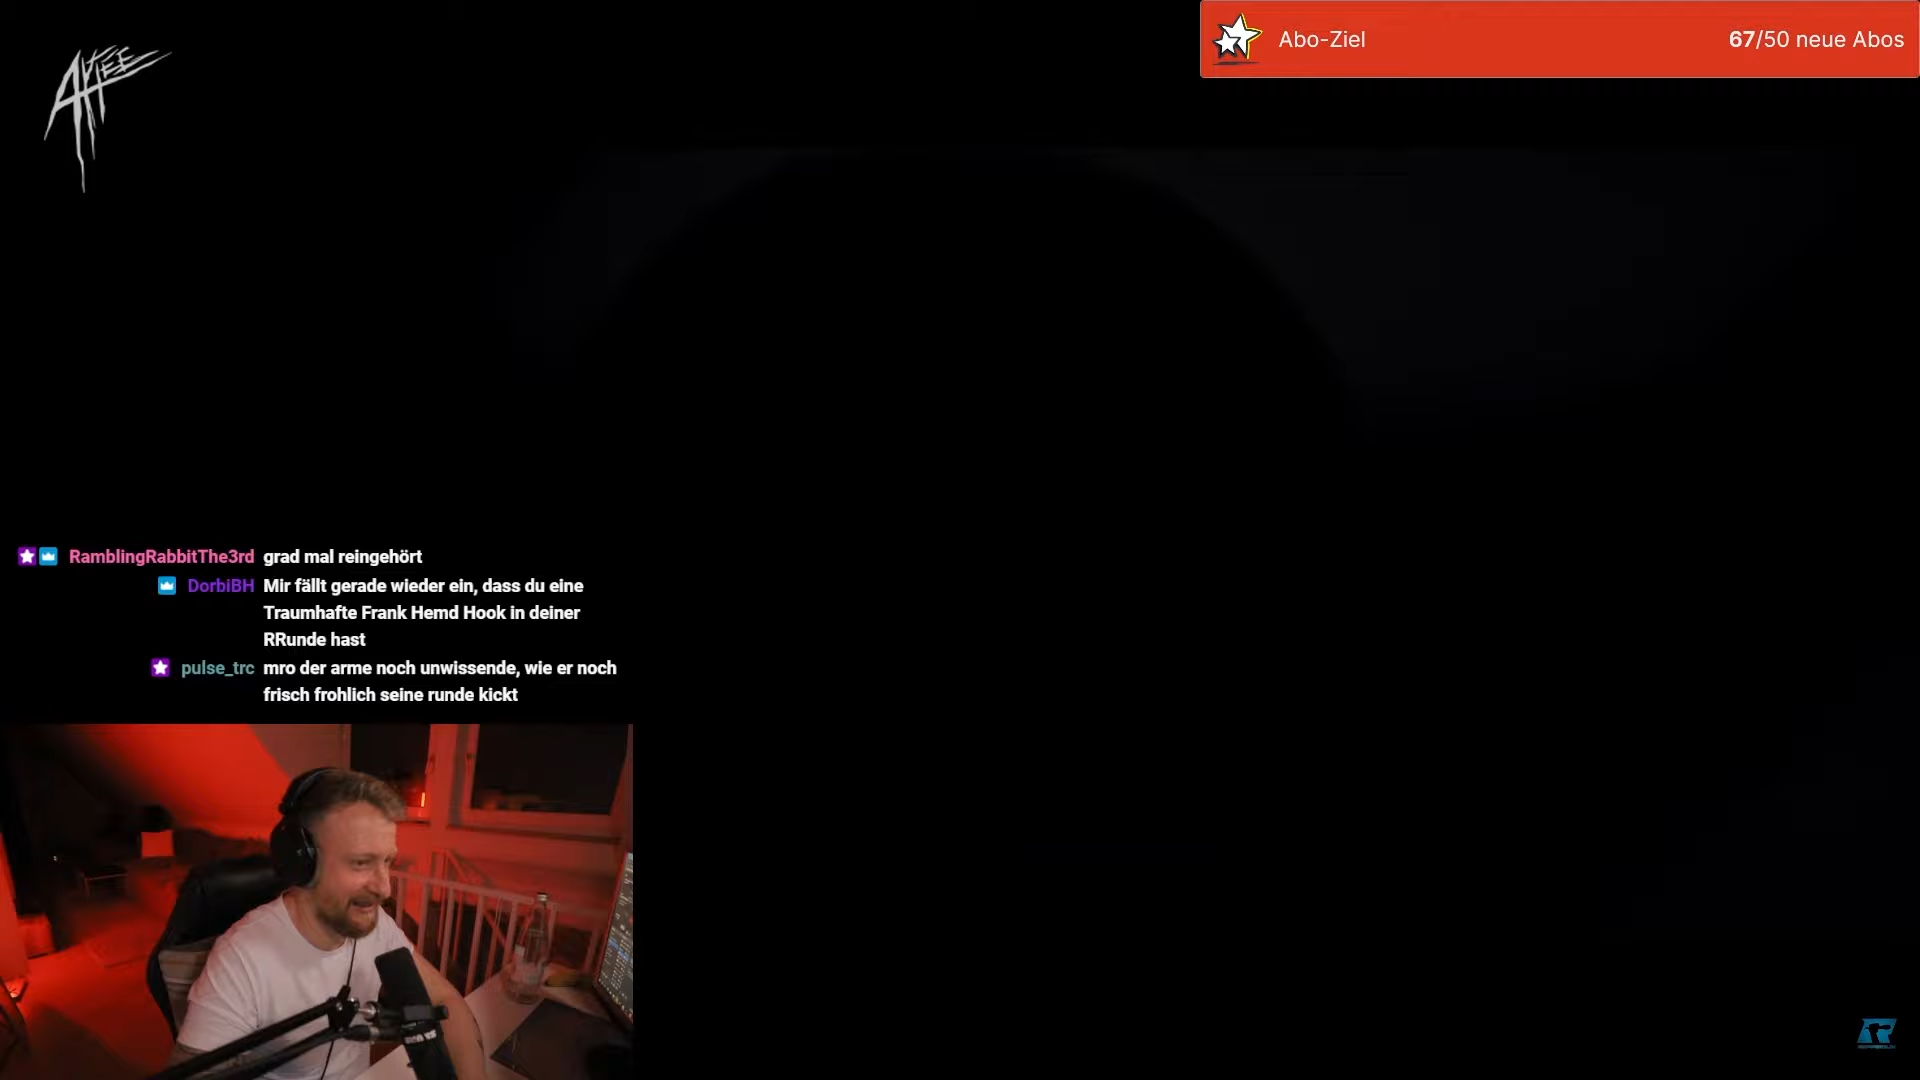 AYTEE
Abo-Ziel 67/50 neue Abos
RamblingRabbitThe3rd grad mal reingehört
DorbiBH Mir fällt gerade wieder ein, dass du eine
Traumhafte Frank Hemd Hook in deiner
RRunde hast
pulse_trc mro der arme noch unwissende, wie er noch
frisch frohlich seine runde kickt